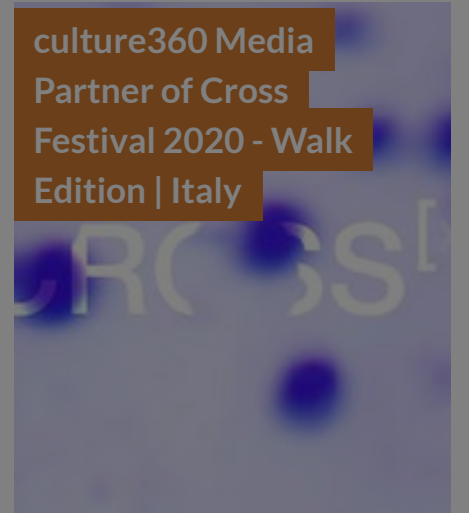 culture360 Media
Partner of Cross
Festival 2020 - Walk
Edition | Italy
CROSS[